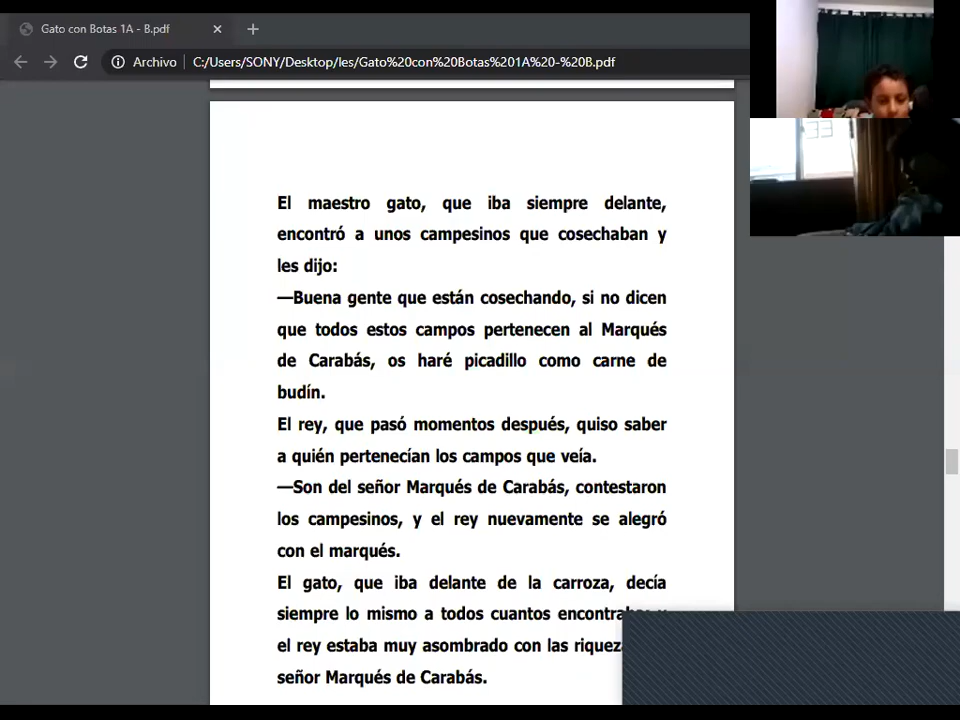 Gato con Botas 1A - B.pdf
Archivo C:/Users/SONY/Desktop/les/Gato%20con%20Botas%201A%20-%20B.pdf
El maestro gato, que iba siempre delante,
encontró a unos campesinos que cosechaban y
les dijo:
—Buena gente que están cosechando, si no dicen
que todos estos campos pertenecen al Marqués
de Carabás, os haré picadillo como carne de
budín.
El rey, que pasó momentos después, quiso saber
a quién pertenecían los campos que veía.
—Son del señor Marqués de Carabás, contestaron
los campesinos, y el rey nuevamente se alegró
con el marqués.
El gato, que iba delante de la carroza, decía
siempre lo mismo a todos cuantos
el rey estaba muy asombrado con las
señor Marqués de Carabás.